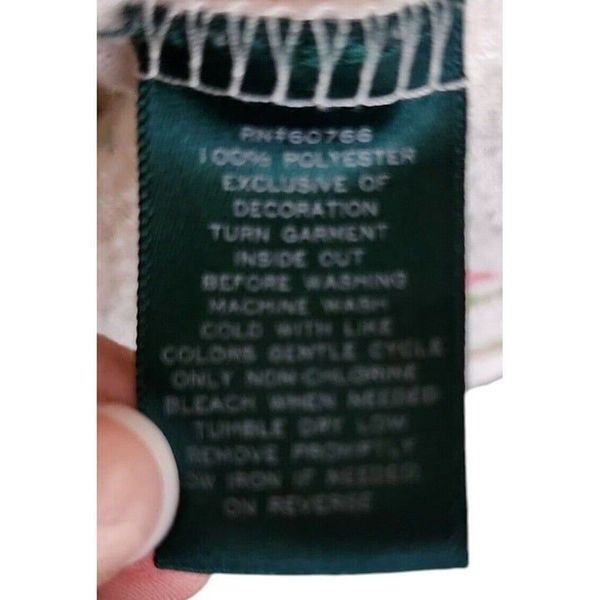 RN#60766
100% POLYESTER
EXCLUSIVE OF
DECORATION
TURN GARMENT
INSIDE OUT
BEFORE WASHING
MACHINE WASH
COLD WITH LIKE
COLORS GENTLE CYCLE
ONLY NON-CHLORINE
BLEACH WHEN NEEDED
TUMBLE DRY LOW
REMOVE PROMPTLY
IRON IF NEEDED
ON REVERSE